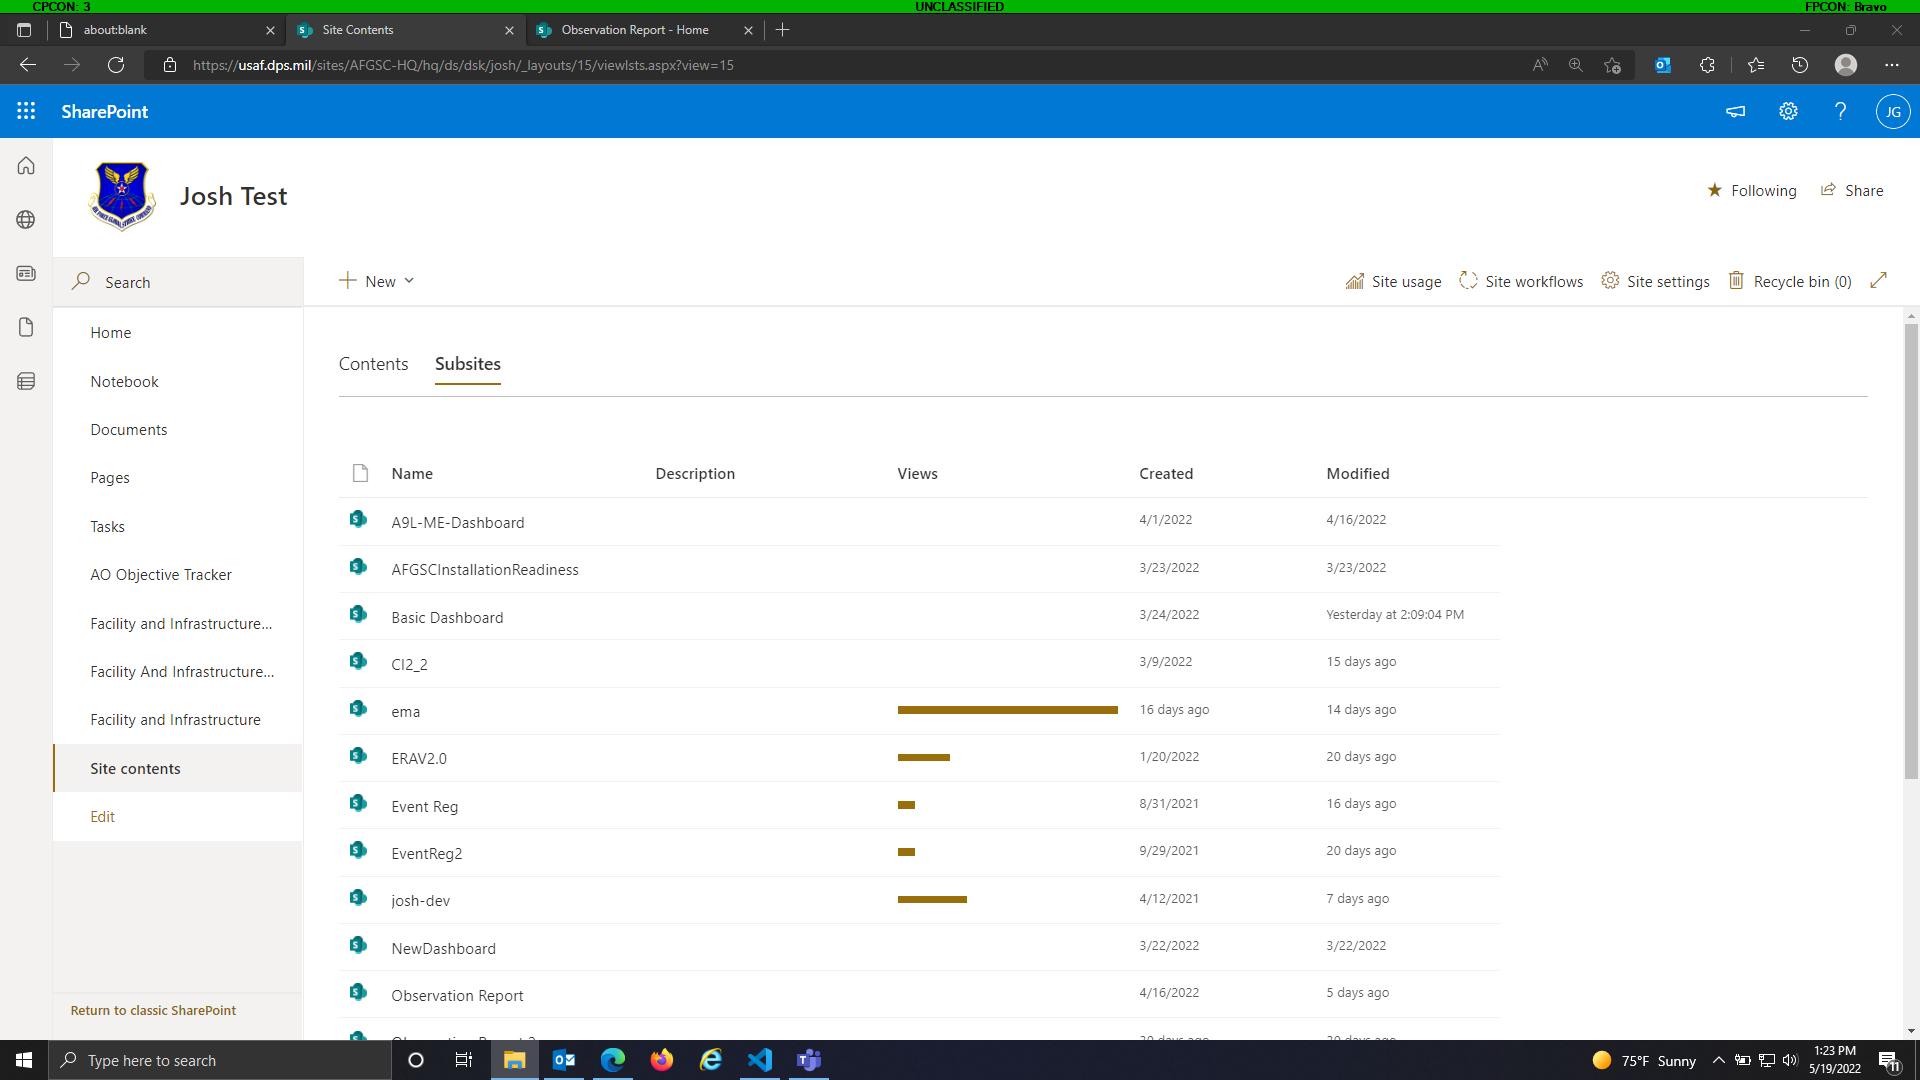 CPCON: 3 UNCLASSIFIED FPCON: Bravo
about:blank Site Contents Observation Report - Home
https://usaf.dps.mil/sites/AFGSC-HQ/hq/ds/dsk/josh/_layouts/15/viewlsts.aspx?view=15
SharePoint JG
Josh Test
Following Share
Search
New
Site usage Site workflows Site settings Recycle bin (0)
Home
Notebook
Documents
Pages
Tasks
AO Objective Tracker
Facility and Infrastructure...
Facility And Infrastructure...
Facility and Infrastructure
Site contents
Edit
Return to classic SharePoint
Contents Subsites
Name Description Views Created Modified
A9L-ME-Dashboard 4/1/2022 4/16/2022
AFGSCInstallationReadiness 3/23/2022 3/23/2022
Basic Dashboard 3/24/2022 Yesterday at 2:09:04 PM
CI2_2 3/9/2022 15 days ago
ema 16 days ago 14 days ago
ERAV2.0 1/20/2022 20 days ago
Event Reg 8/31/2021 16 days ago
EventReg2 9/29/2021 20 days ago
josh-dev 4/12/2021 7 days ago
NewDashboard 3/22/2022 3/22/2022
Observation Report 4/16/2022 5 days ago
Type here to search
75°F Sunny
1:23 PM
5/19/2022
11